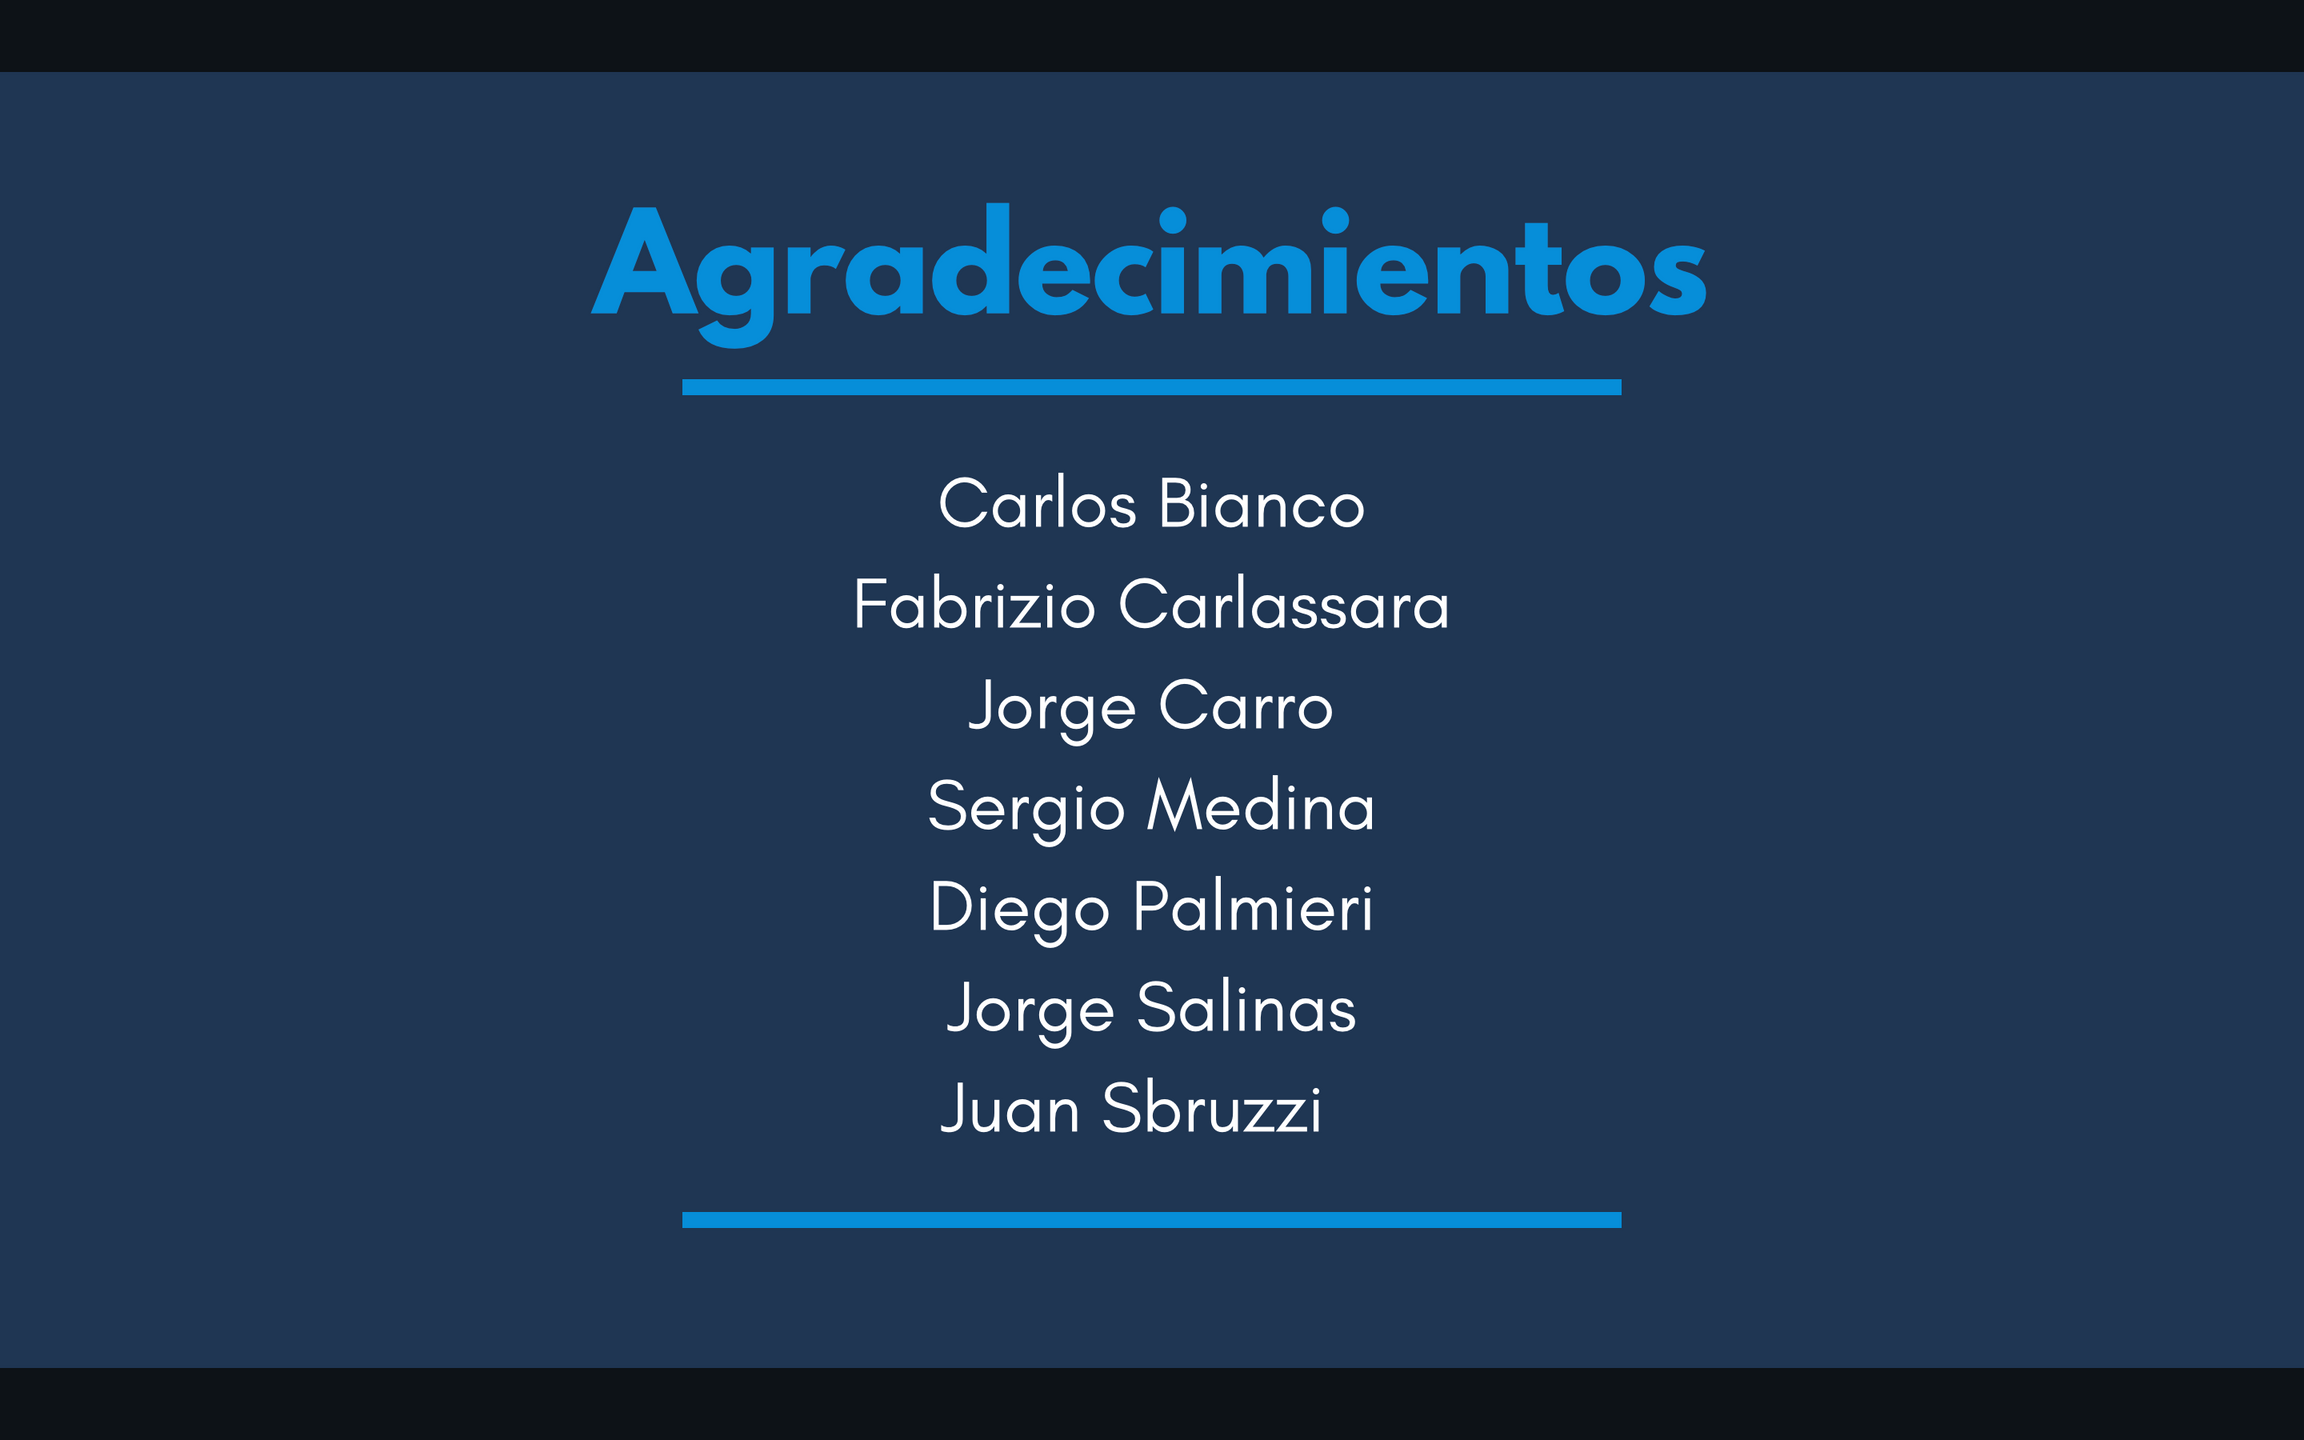 Agradecimientos
Carlos Bianco
Fabrizio Carlassara
Jorge Carro
Sergio Medina
Diego Palmieri
Jorge Salinas
Juan Sbruzzi